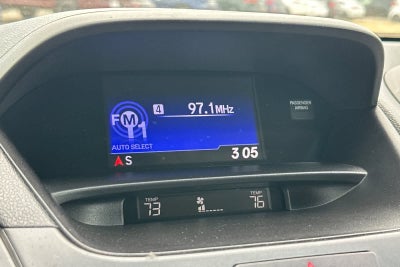 4 97.1MHz
FM1
AUTO SELECT
S 3 05
PASSENGER
AIRBAG
TEMP TEMP
73 76